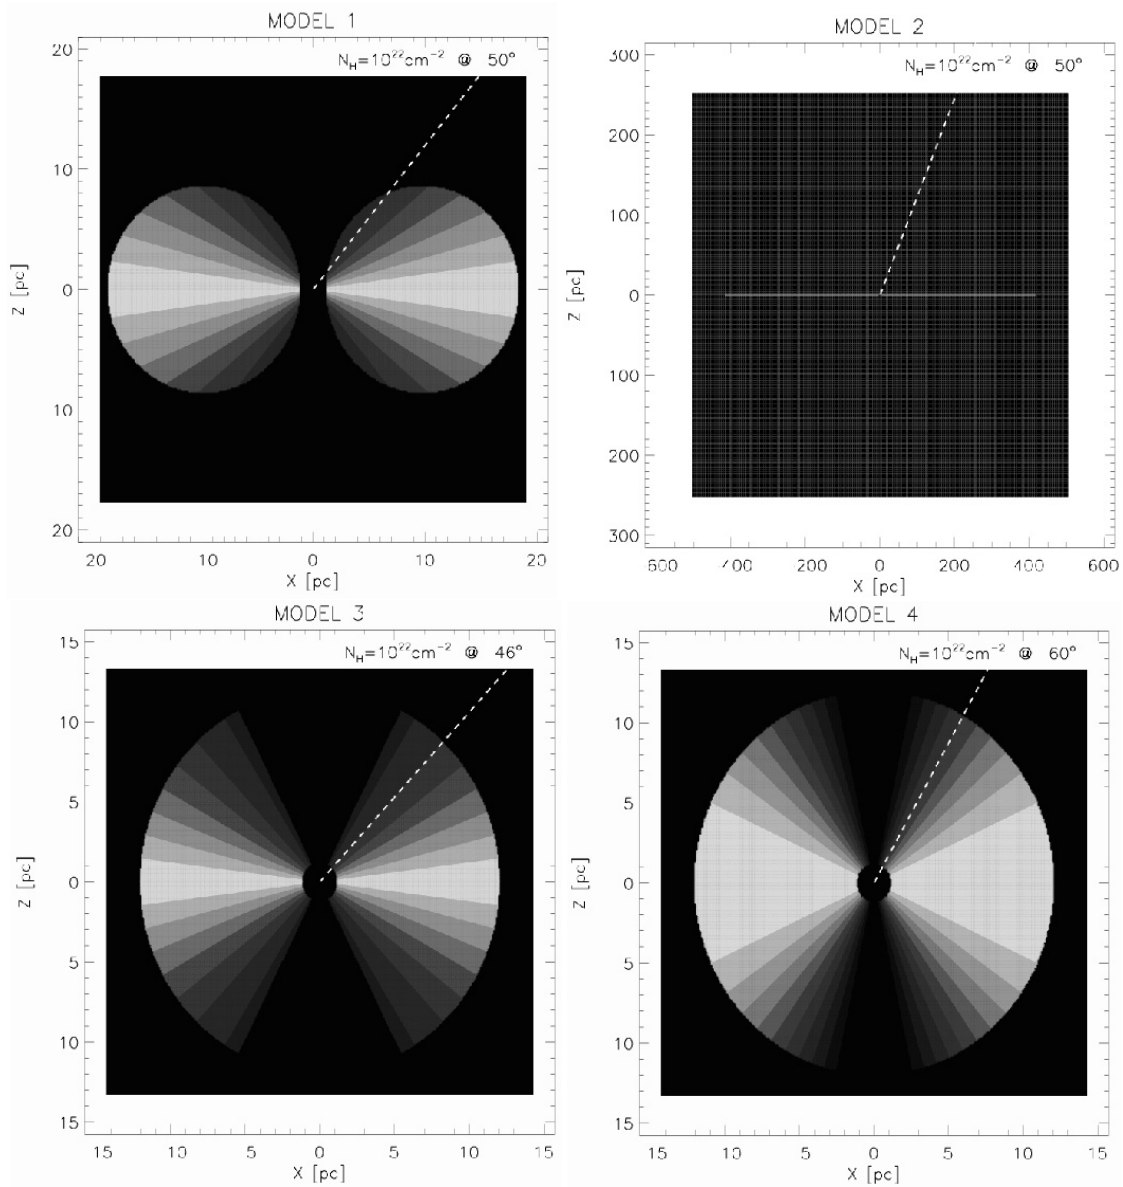 MODEL 1
N_H=10^22cm^-2 @ 50°
20
10
0
10
20
Z [pc]
20 10 0 10 20
X [pc]
MODEL 2
N_H=10^22cm^-2 @ 50°
300
200
100
0
100
200
300
Z [pc]
600 400 200 0 200 400 600
X [pc]
MODEL 3
N_H=10^22cm^-2 @ 46°
15
10
5
0
5
10
15
Z [pc]
15 10 5 0 5 10 15
X [pc]
MODEL 4
N_H=10^22cm^-2 @ 60°
15
10
5
0
5
10
15
Z [pc]
15 10 5 0 5 10 15
X [pc]